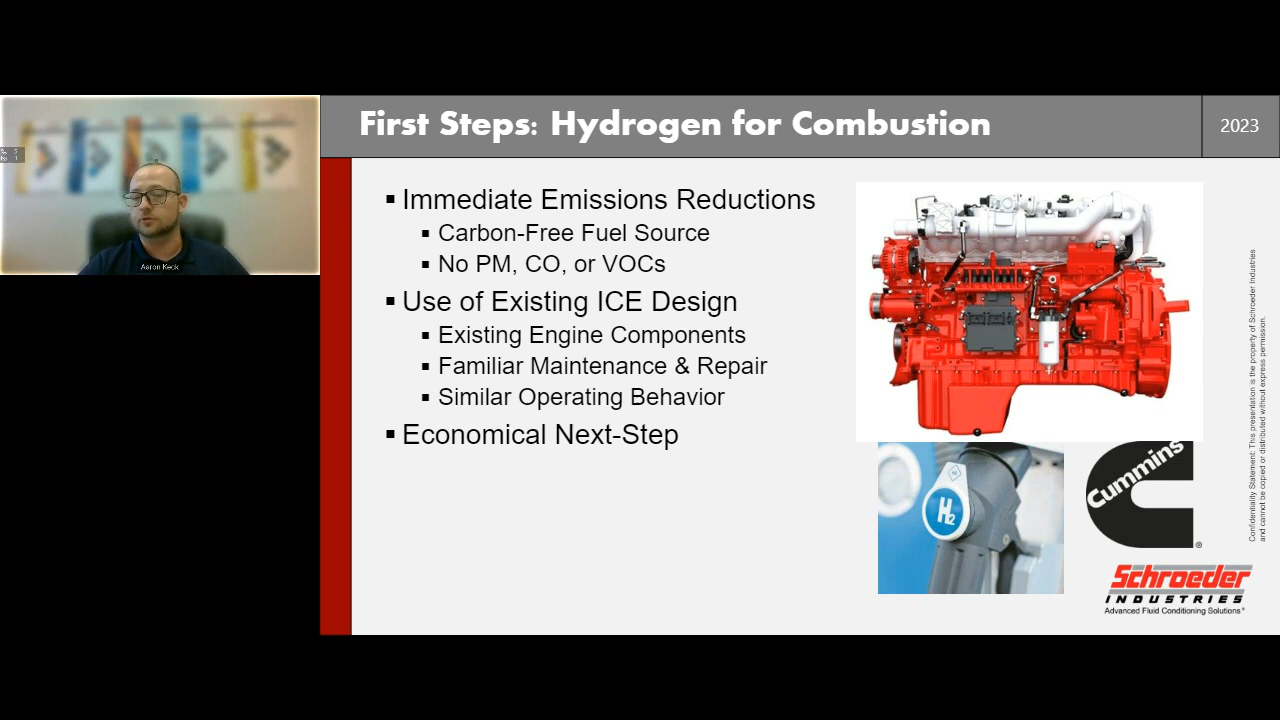 First Steps: Hydrogen for Combustion
2023
Aaron Keck
Immediate Emissions Reductions
Carbon-Free Fuel Source
No PM, CO, or VOCs
Use of Existing ICE Design
Existing Engine Components
Familiar Maintenance & Repair
Similar Operating Behavior
Economical Next-Step
H2
Cummins
®
Schroeder
INDUSTRIES
Advanced Fluid Conditioning Solutions®
Confidentiality Statement: This presentation is the property of Schroeder Industries
and cannot be copied or distributed without express permission.